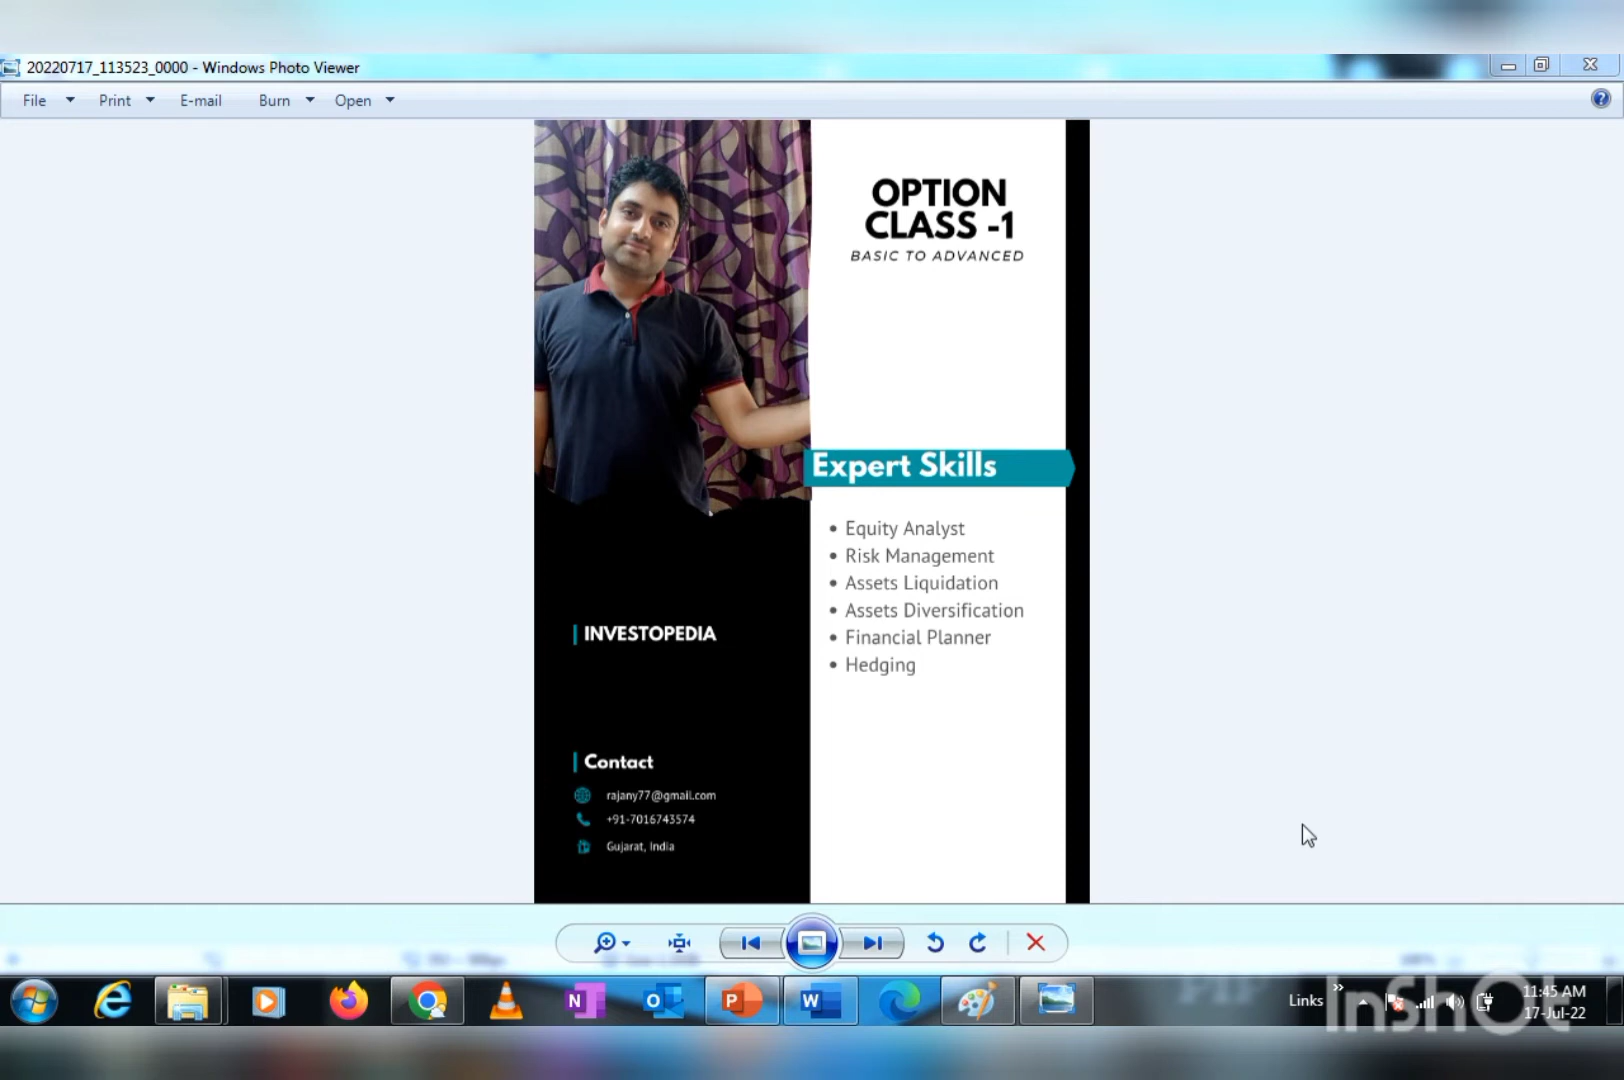 20220717_113523_0000 - Windows Photo Viewer
File Print E-mail Burn Open
OPTION
CLASS -1
BASIC TO ADVANCED
Expert Skills
• Equity Analyst
• Risk Management
• Assets Liquidation
• Assets Diversification
• Financial Planner
• Hedging
INVESTOPEDIA
Contact
rajany77@gmail.com
+91-7016743574
Gujarat, India
Links
11:45 AM
17-Jul-22
InShOt